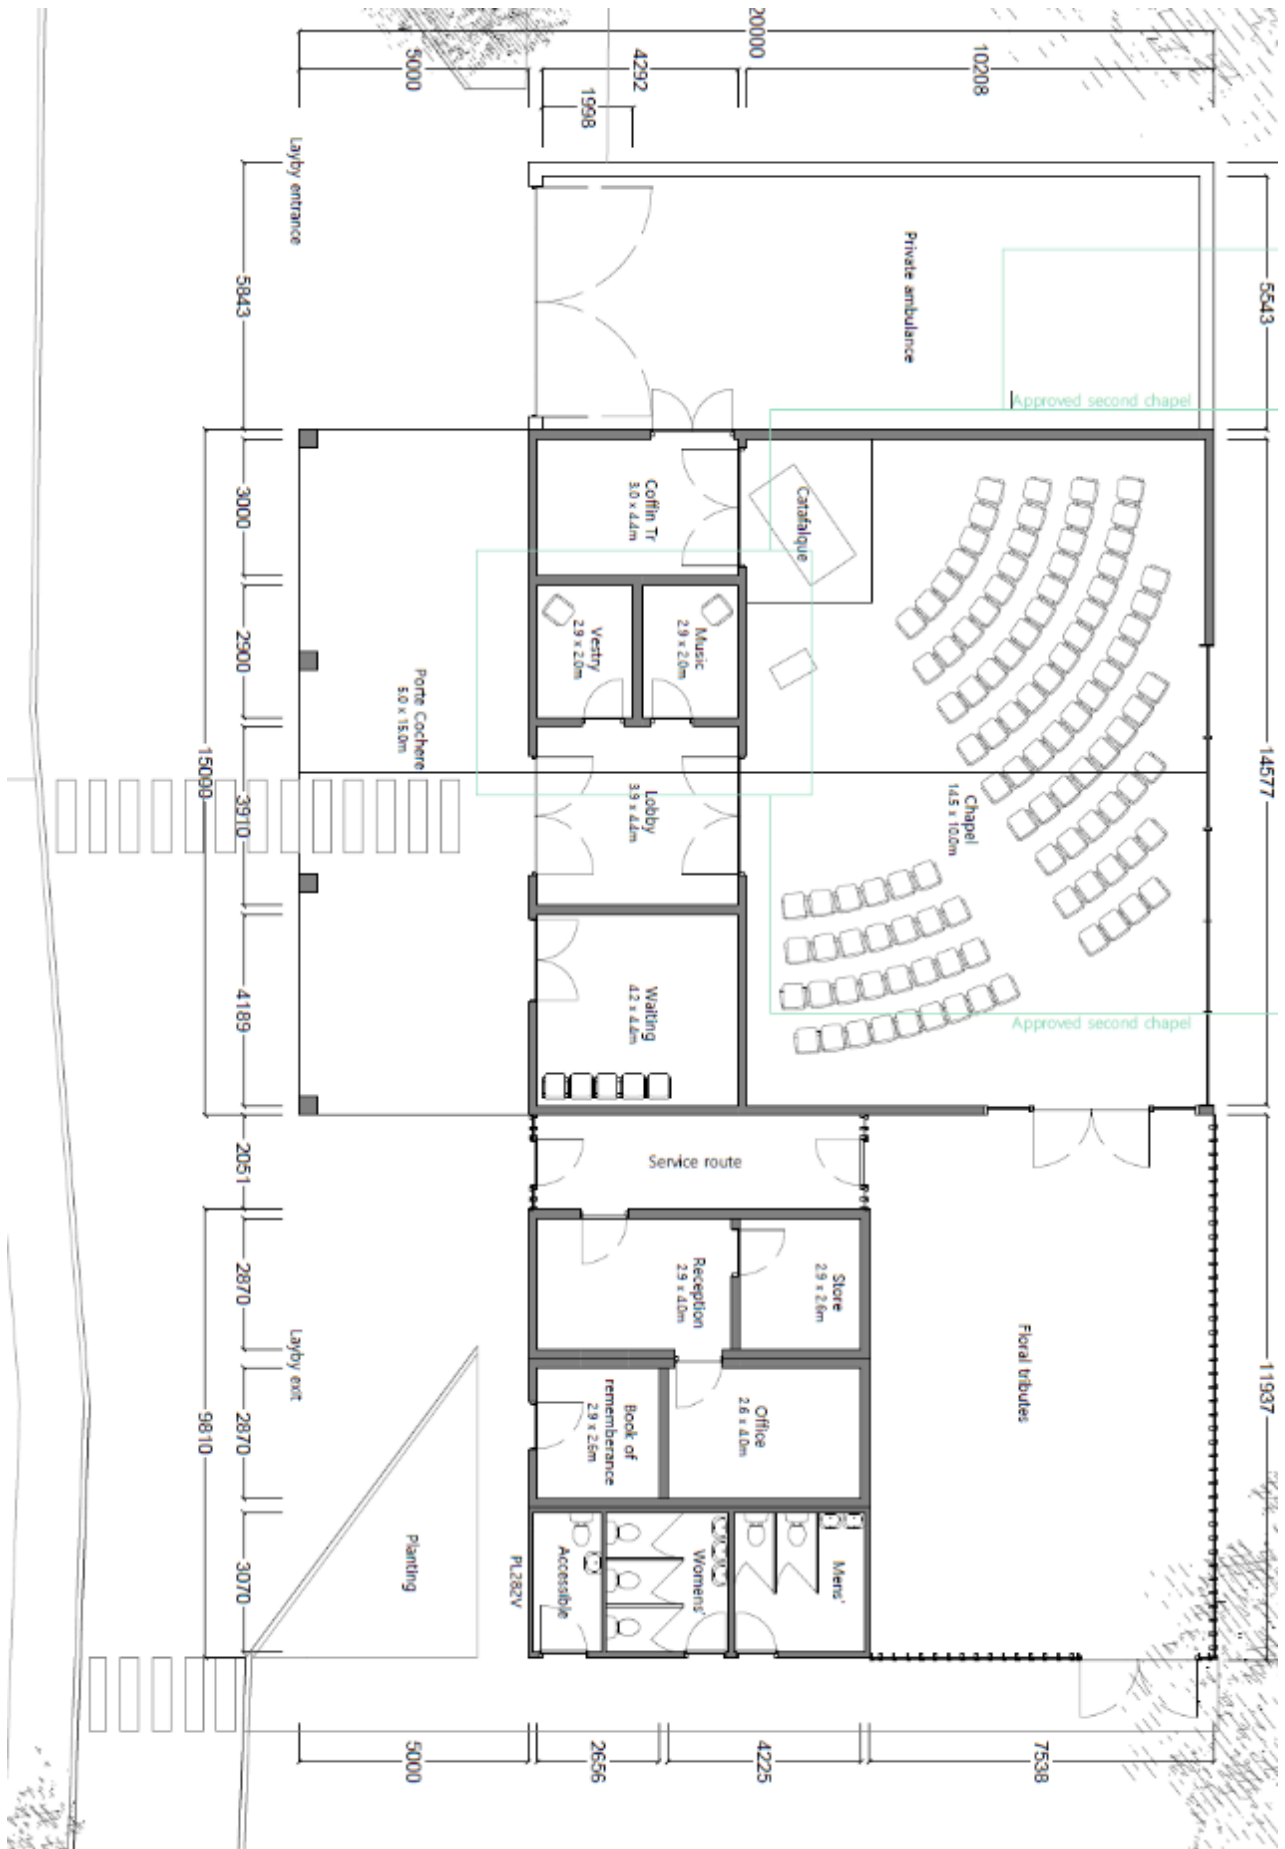 20000
5000
4292
10208
1998
Layby entrance
5843
5543
Private ambulance
Approved second chapel
Coffin Tr
3.0 x 4.4m
Catafalque
3000
Vestry
2.9 x 2.0m
Music
2.9 x 2.0m
2900
Porte Cochere
5.0 x 15.0m
14577
15000
3910
Lobby
3.9 x 4.4m
Chapel
14.5 x 10.0m
Waiting
4.2 x 4.4m
4189
Approved second chapel
2051
Service route
Reception
2.9 x 4.0m
Store
2.9 x 2.6m
2870
Layby exit
Floral tributes
11937
9810
2870
Book of
rememberance
2.9 x 2.6m
Office
2.6 x 4.0m
Planting
PL282V
Accessible
Womens'
Mens'
3070
5000
2656
4225
7538